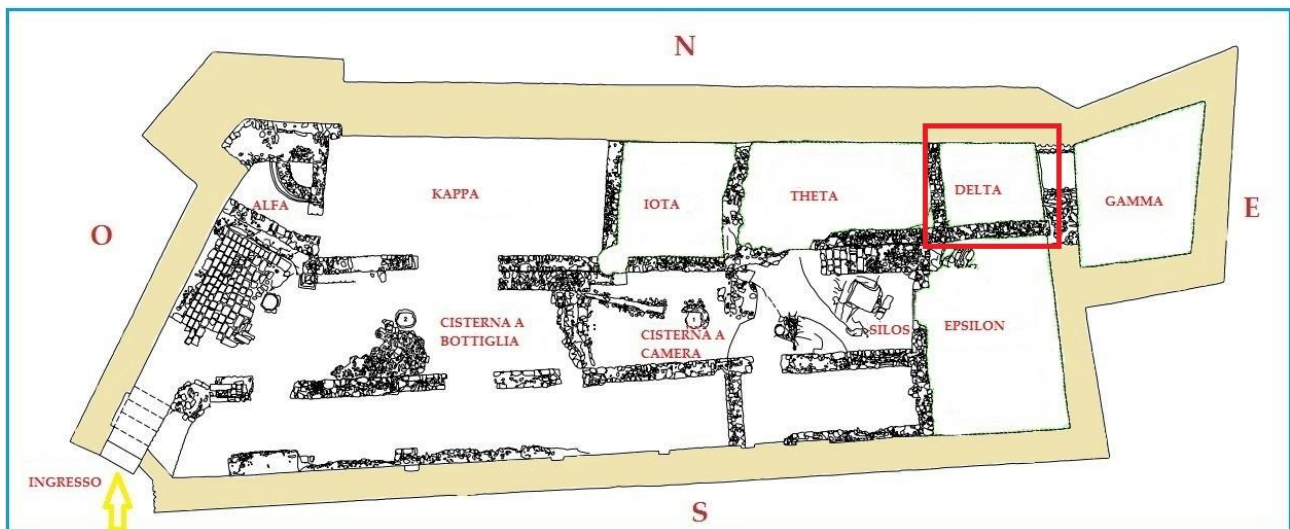 N
KAPPA
IOTA
THETA
DELTA
GAMMA
ALFA
O
E
CISTERNA A
BOTTIGLIA
CISTERNA A
CAMERA
SILOS
EPSILON
INGRESSO
S